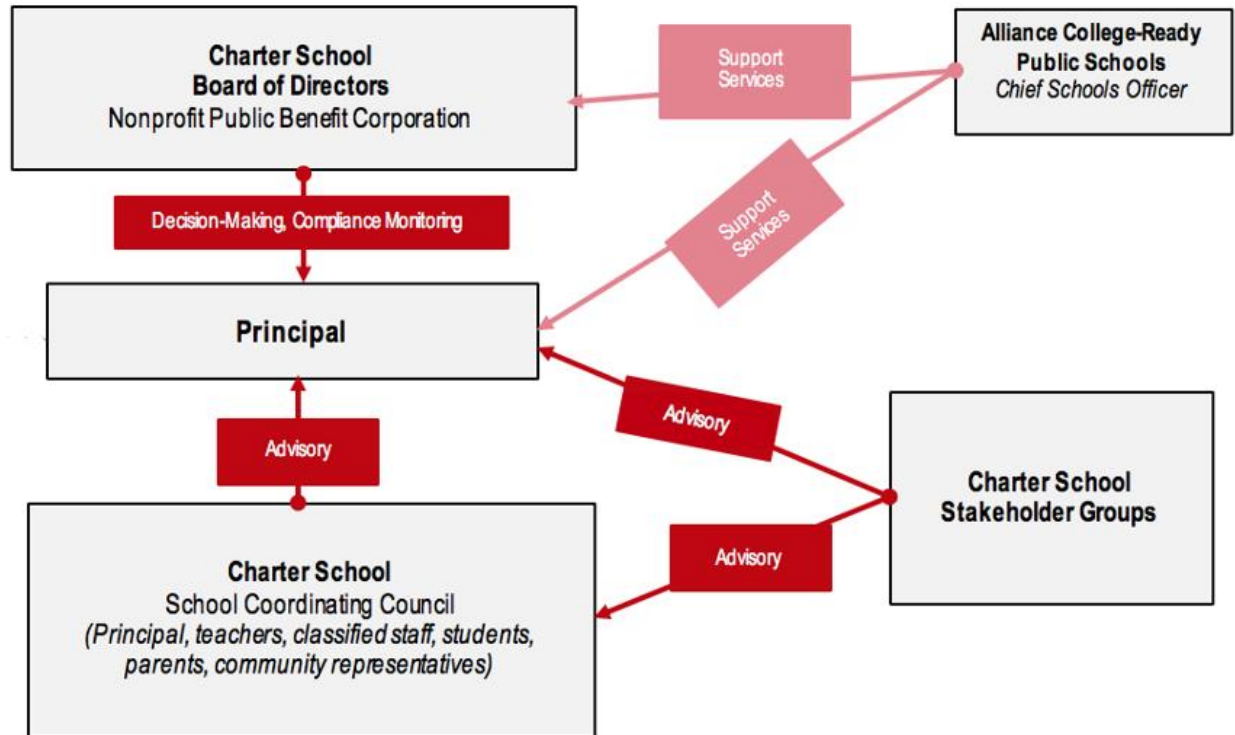 Charter School
Board of Directors
Nonprofit Public Benefit Corporation
Support
Services
Alliance College-Ready
Public Schools
Chief Schools Officer
Decision-Making, Compliance Monitoring
Support
Services
Principal
Advisory
Advisory
Charter School
Stakeholder Groups
Advisory
Charter School
School Coordinating Council
(Principal, teachers, classified staff, students,
parents, community representatives)